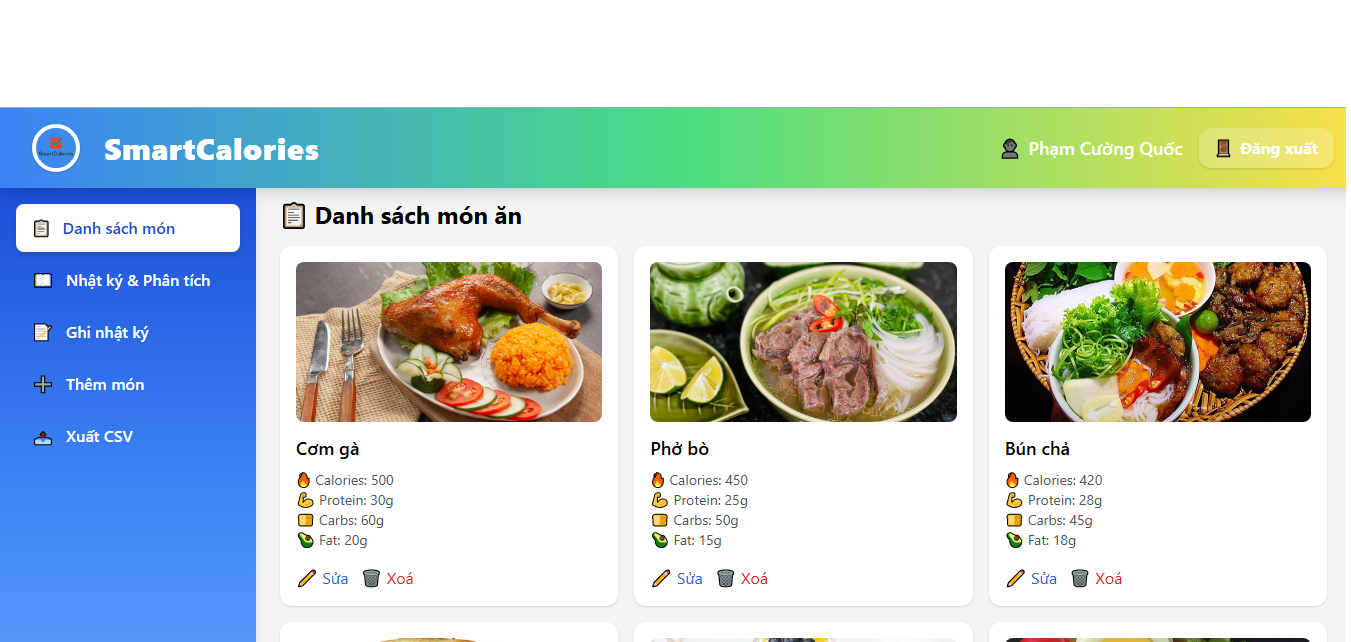 SmartCalories
Phạm Cường Quốc
Đăng xuất
Danh sách món
Nhật ký & Phân tích
Ghi nhật ký
Thêm món
Xuất CSV
Danh sách món ăn
Cơm gà
Calories: 500
Protein: 30g
Carbs: 60g
Fat: 20g
Sửa Xoá
Phở bò
Calories: 450
Protein: 25g
Carbs: 50g
Fat: 15g
Sửa Xoá
Bún chả
Calories: 420
Protein: 28g
Carbs: 45g
Fat: 18g
Sửa Xoá